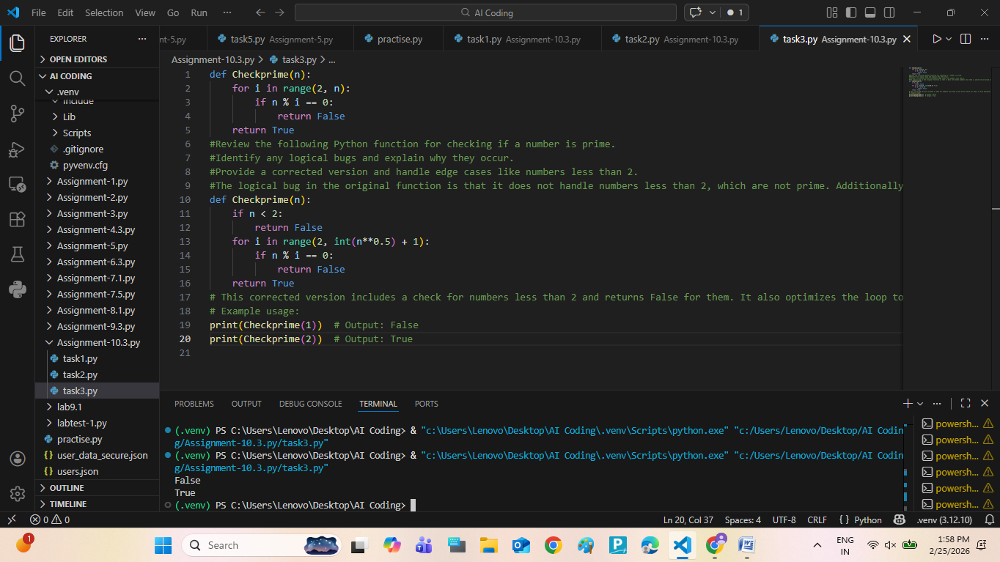 File Edit Selection View Go Run ··· AI Coding 1
EXPLORER ···
OPEN EDITORS
AI CODING
.venv
include
Lib
Scripts
.gitignore
pyvenv.cfg
Assignment-1.py
Assignment-2.py
Assignment-3.py
Assignment-4.3.py
Assignment-5.py
Assignment-6.3.py
Assignment-7.1.py
Assignment-7.5.py
Assignment-8.1.py
Assignment-9.3.py
Assignment-10.3.py
task1.py
task2.py
task3.py
lab9.1
labtest-1.py
practise.py
{} user_data_secure.json
{} users.json
OUTLINE
TIMELINE
nt-5.py task5.py Assignment-5.py practise.py task1.py Assignment-10.3.py task2.py Assignment-10.3.py task3.py Assignment-10.3.py
Assignment-10.3.py > task3.py > ...
1 def Checkprime(n):
2 for i in range(2, n):
3 if n % i == 0:
4 return False
5 return True
6 #Review the following Python function for checking if a number is prime.
7 #Identify any logical bugs and explain why they occur.
8 #Provide a corrected version and handle edge cases like numbers less than 2.
9 #The logical bug in the original function is that it does not handle numbers less than 2, which are not prime. Additionally
10 def Checkprime(n):
11 if n < 2:
12 return False
13 for i in range(2, int(n**0.5) + 1):
14 if n % i == 0:
15 return False
16 return True
17 # This corrected version includes a check for numbers less than 2 and returns False for them. It also optimizes the loop to
18 # Example usage:
19 print(Checkprime(1)) # Output: False
20 print(Checkprime(2)) # Output: True
21
PROBLEMS OUTPUT DEBUG CONSOLE TERMINAL PORTS
(.venv) PS C:\Users\Lenovo\Desktop\AI Coding> & "c:\Users\Lenovo\Desktop\AI Coding\.venv\Scripts\python.exe" "c:/Users/Lenovo/Desktop/AI Codin
g/Assignment-10.3.py/task3.py"
(.venv) PS C:\Users\Lenovo\Desktop\AI Coding> & "c:\Users\Lenovo\Desktop\AI Coding\.venv\Scripts\python.exe" "c:/Users/Lenovo/Desktop/AI Codin
g/Assignment-10.3.py/task3.py"
False
True
(.venv) PS C:\Users\Lenovo\Desktop\AI Coding>
powersh...
powersh...
powersh...
powersh...
powersh...
powersh...
0 0 Ln 20, Col 37 Spaces: 4 UTF-8 CRLF {} Python .venv (3.12.10)
1 Search ENG
IN
1:58 PM
2/25/2026